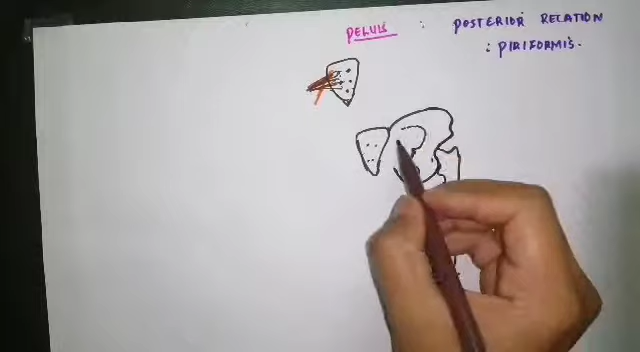 PELVIS : POSTERIOR RELATION
: PIRIFORMIS.